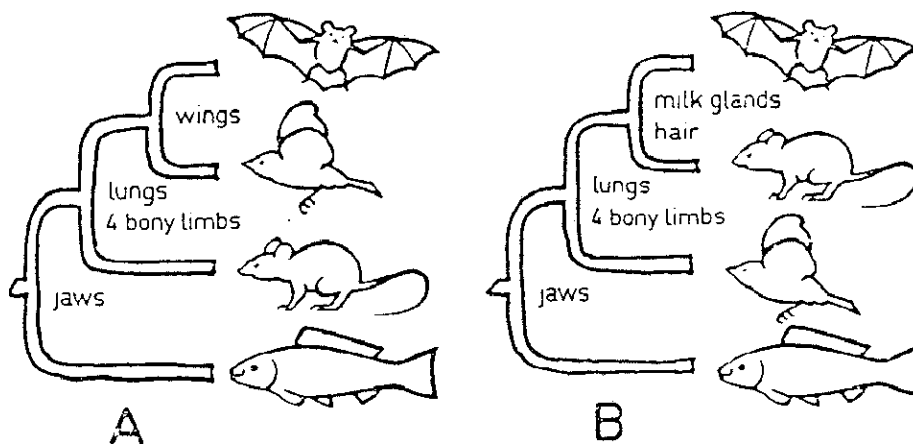 wings
lungs
4 bony limbs
jaws
A
milk glands
hair
lungs
4 bony limbs
jaws
B